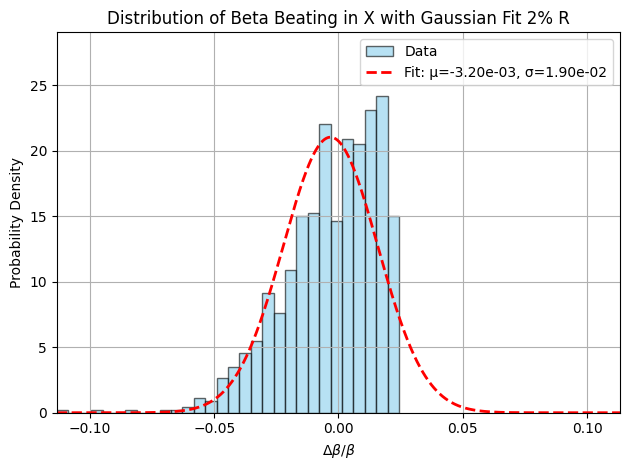 Distribution of Beta Beating in X with Gaussian Fit 2% R
Data
Fit: μ=-3.20e-03, σ=1.90e-02
Probability Density
25
20
15
10
5
0
−0.10
−0.05
0.00
0.05
0.10
Δβ/β